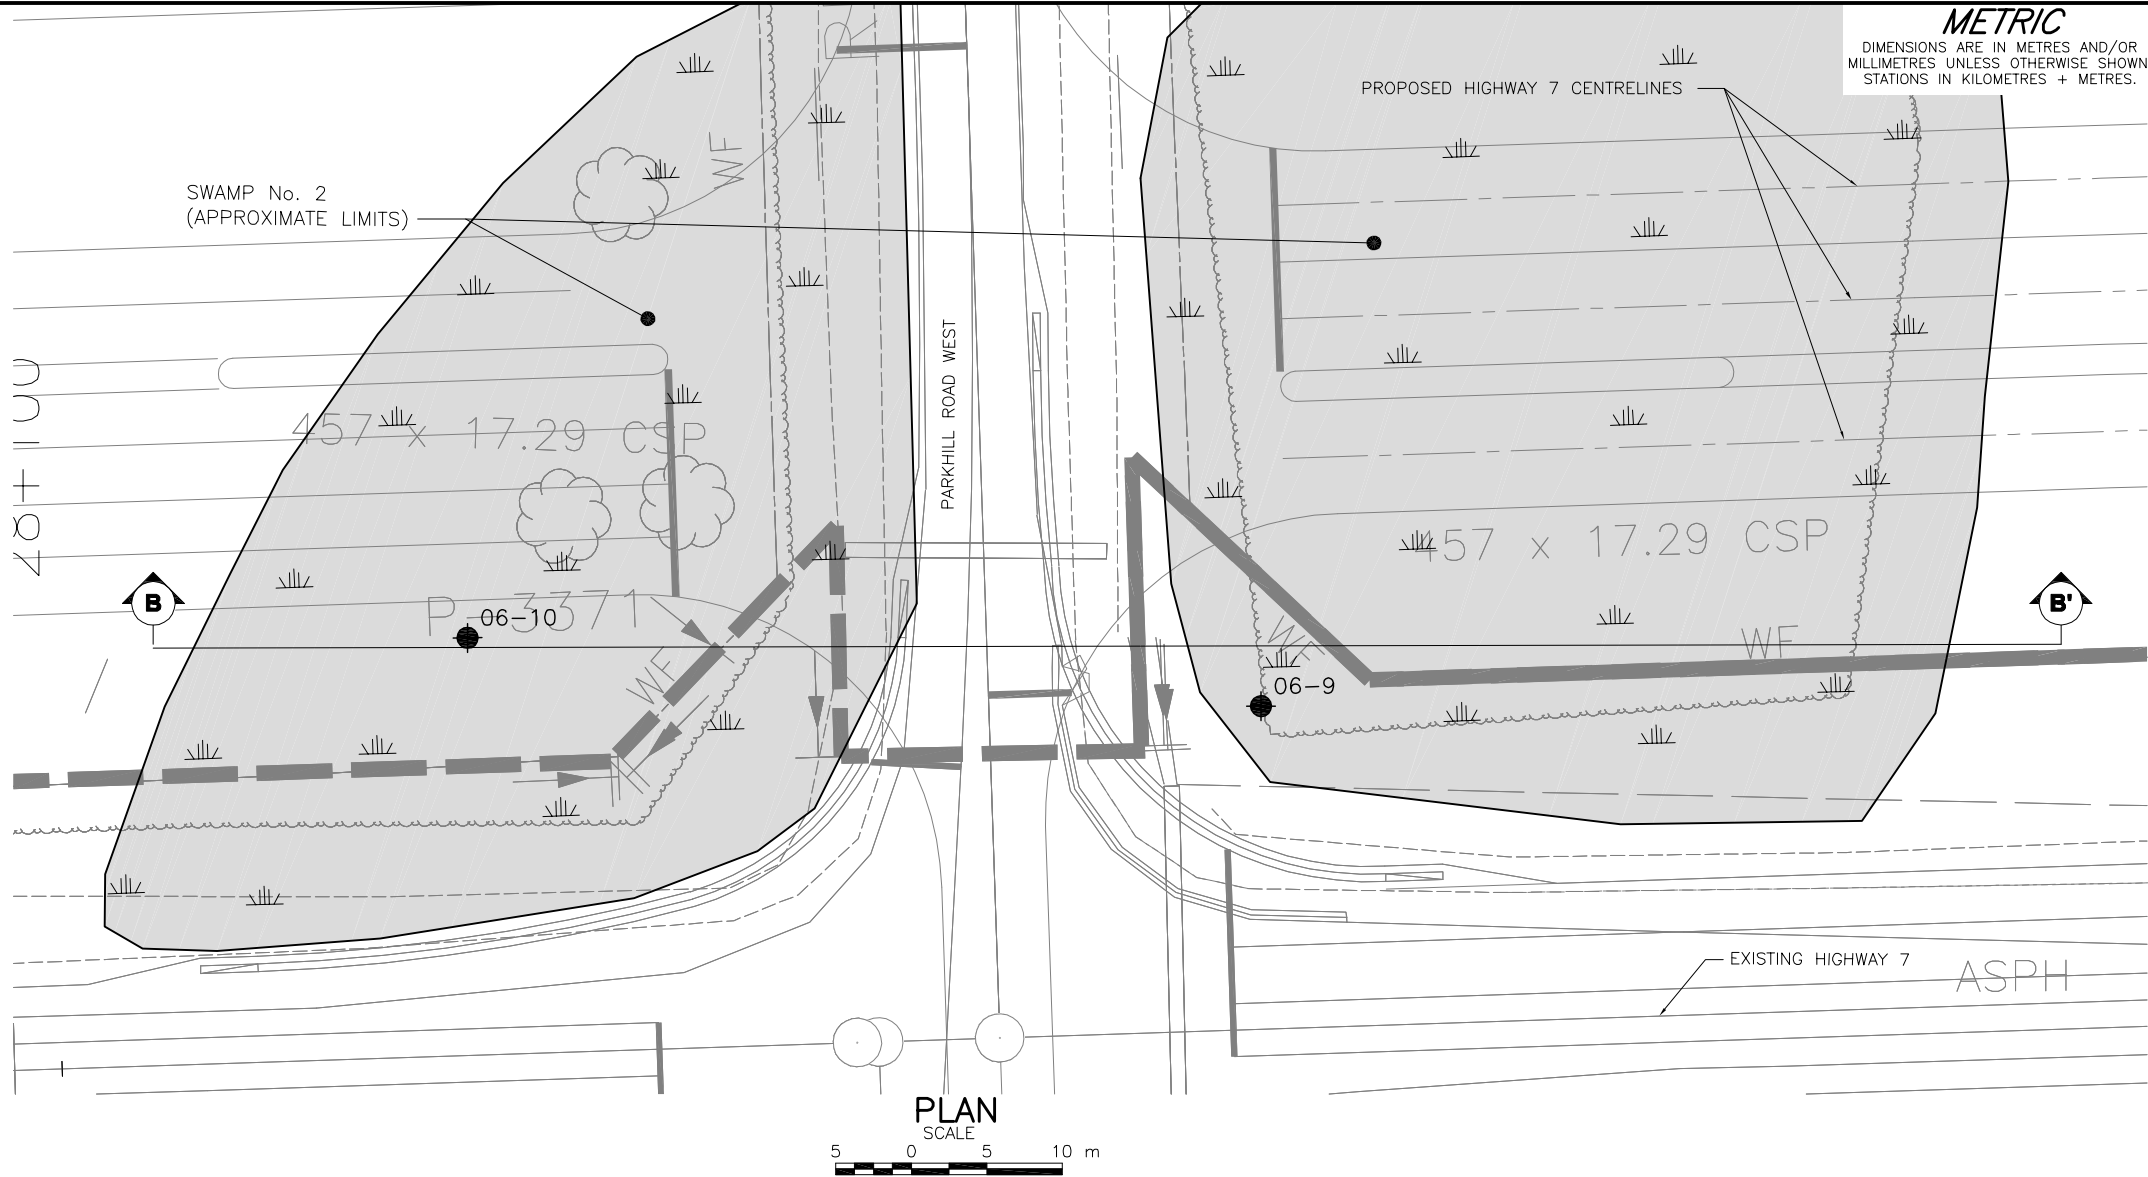 METRIC
DIMENSIONS ARE IN METRES AND/OR
MILLIMETRES UNLESS OTHERWISE SHOWN
STATIONS IN KILOMETRES + METRES.
PROPOSED HIGHWAY 7 CENTRELINES
WF
SWAMP No. 2
(APPROXIMATE LIMITS)
PARKHILL ROAD WEST
457 x 17.29 CSP
457 x 17.29 CSP
B
P-3371
06-10
B'
WF
WF
WF
06-9
EXISTING HIGHWAY 7
ASPH
PLAN
SCALE
5 0 5 10 m